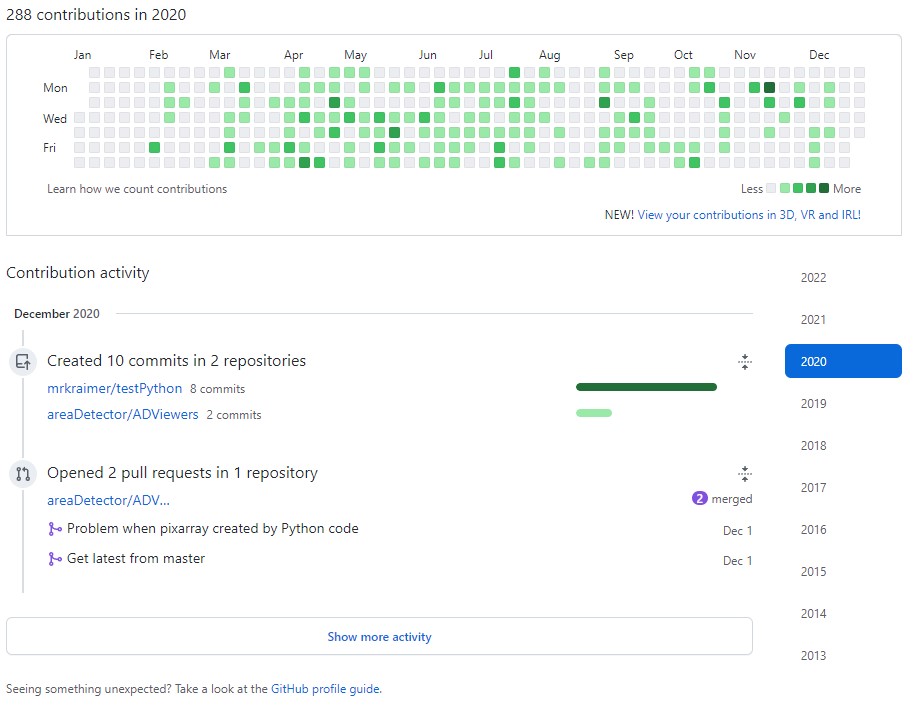 288 contributions in 2020
Jan Feb Mar Apr May Jun Jul Aug Sep Oct Nov Dec
Mon
Wed
Fri
Learn how we count contributions
Less More
NEW! View your contributions in 3D, VR and IRL!
Contribution activity
2022
December 2020
2021
Created 10 commits in 2 repositories
2020
mrkraimer/testPython 8 commits
2019
areaDetector/ADViewers 2 commits
2018
Opened 2 pull requests in 1 repository
2017
areaDetector/ADV...
2 merged
Problem when pixarray created by Python code
Dec 1
2016
Get latest from master
Dec 1
2015
2014
Show more activity
2013
Seeing something unexpected? Take a look at the GitHub profile guide.